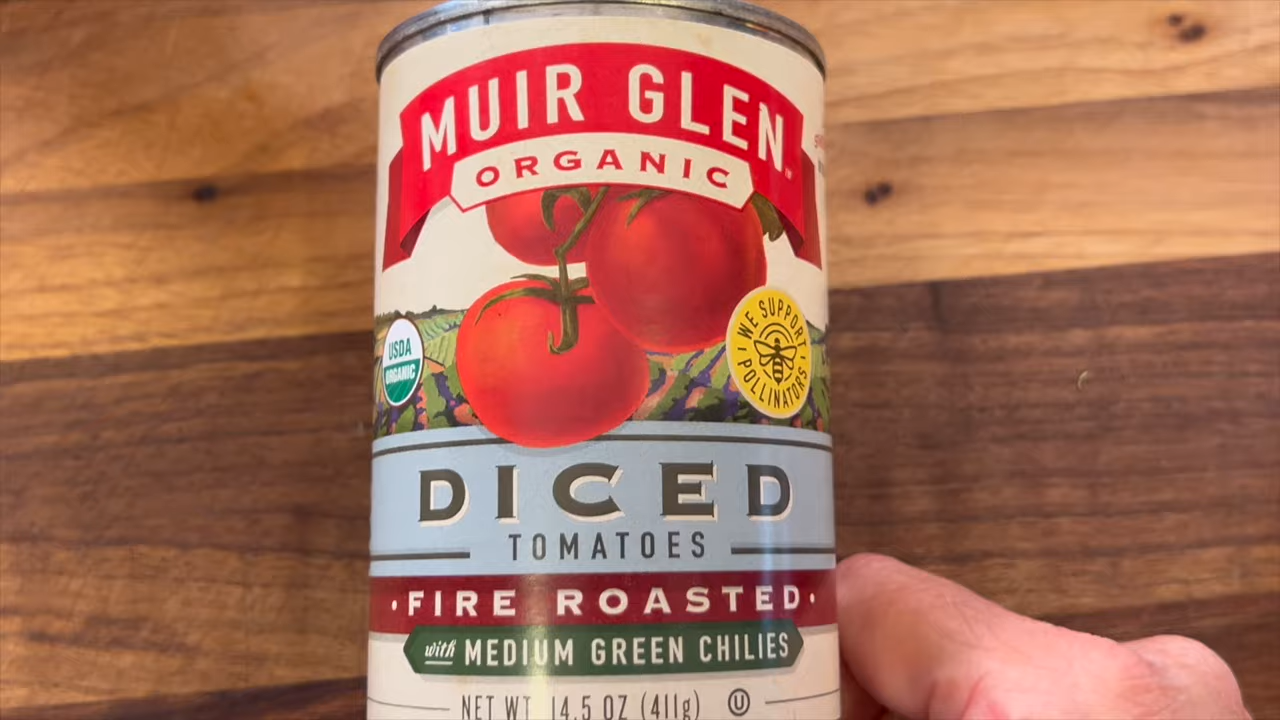 MUIR GLEN
ORGANIC
WE SUPPORT
POLLINATORS
USDA
ORGANIC
DICED
TOMATOES
·FIRE ROASTED·
with MEDIUM GREEN CHILIES
NET WT 14.5 OZ (411g) U